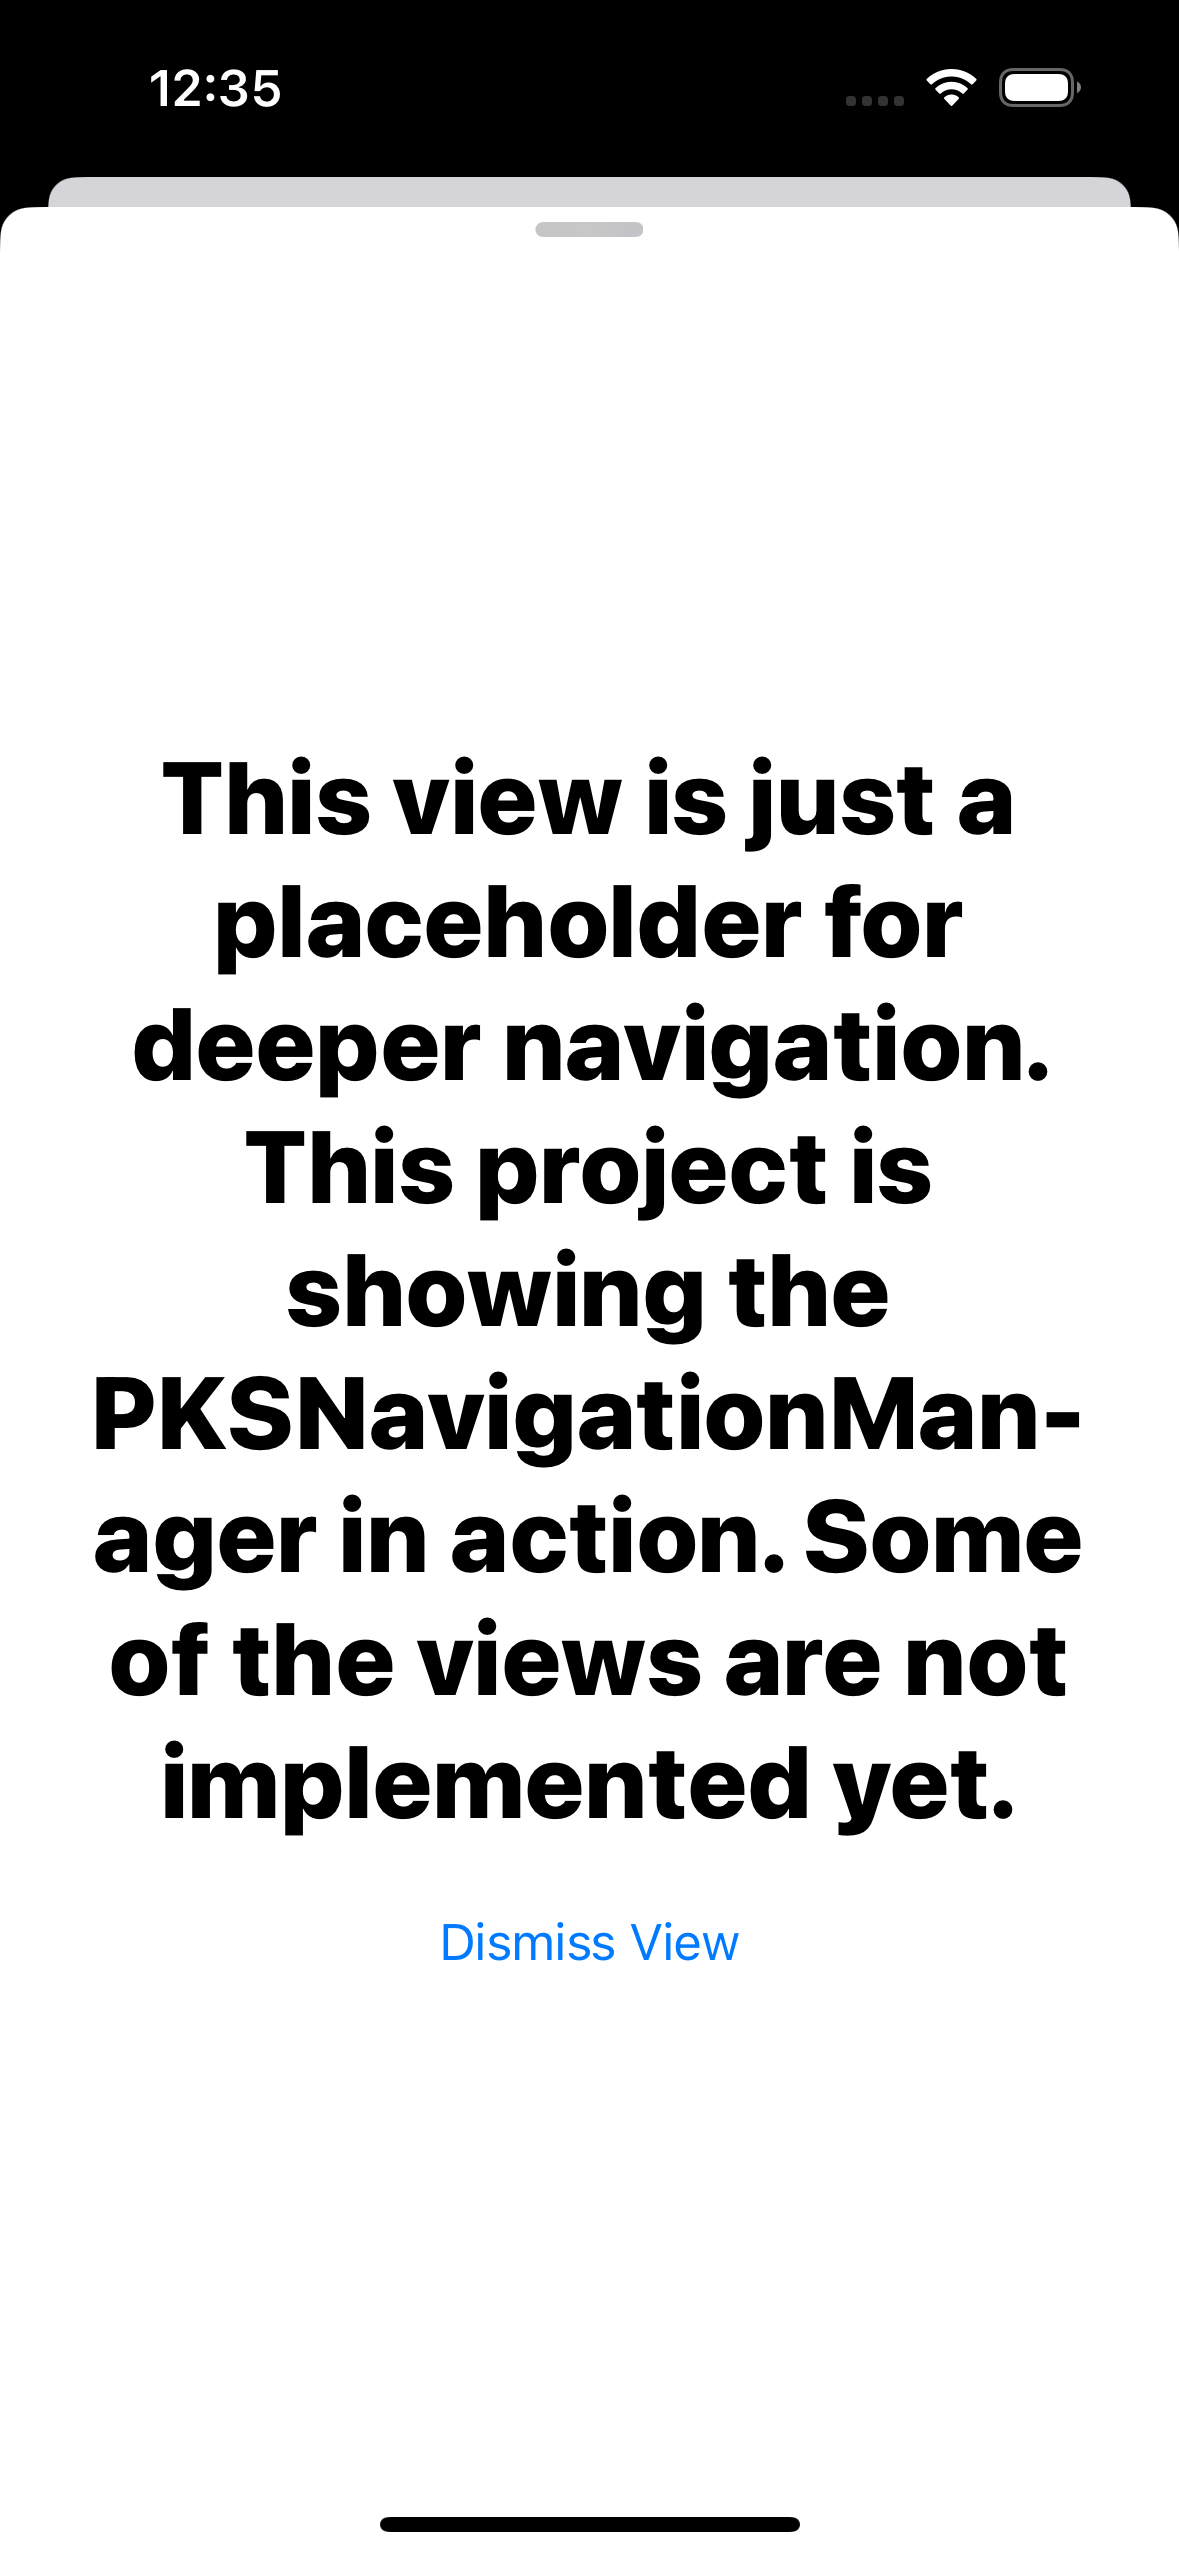 12:35
This view is just a
placeholder for
deeper navigation.
This project is
showing the
PKSNavigationMan-
ager in action. Some
of the views are not
implemented yet.
Dismiss View